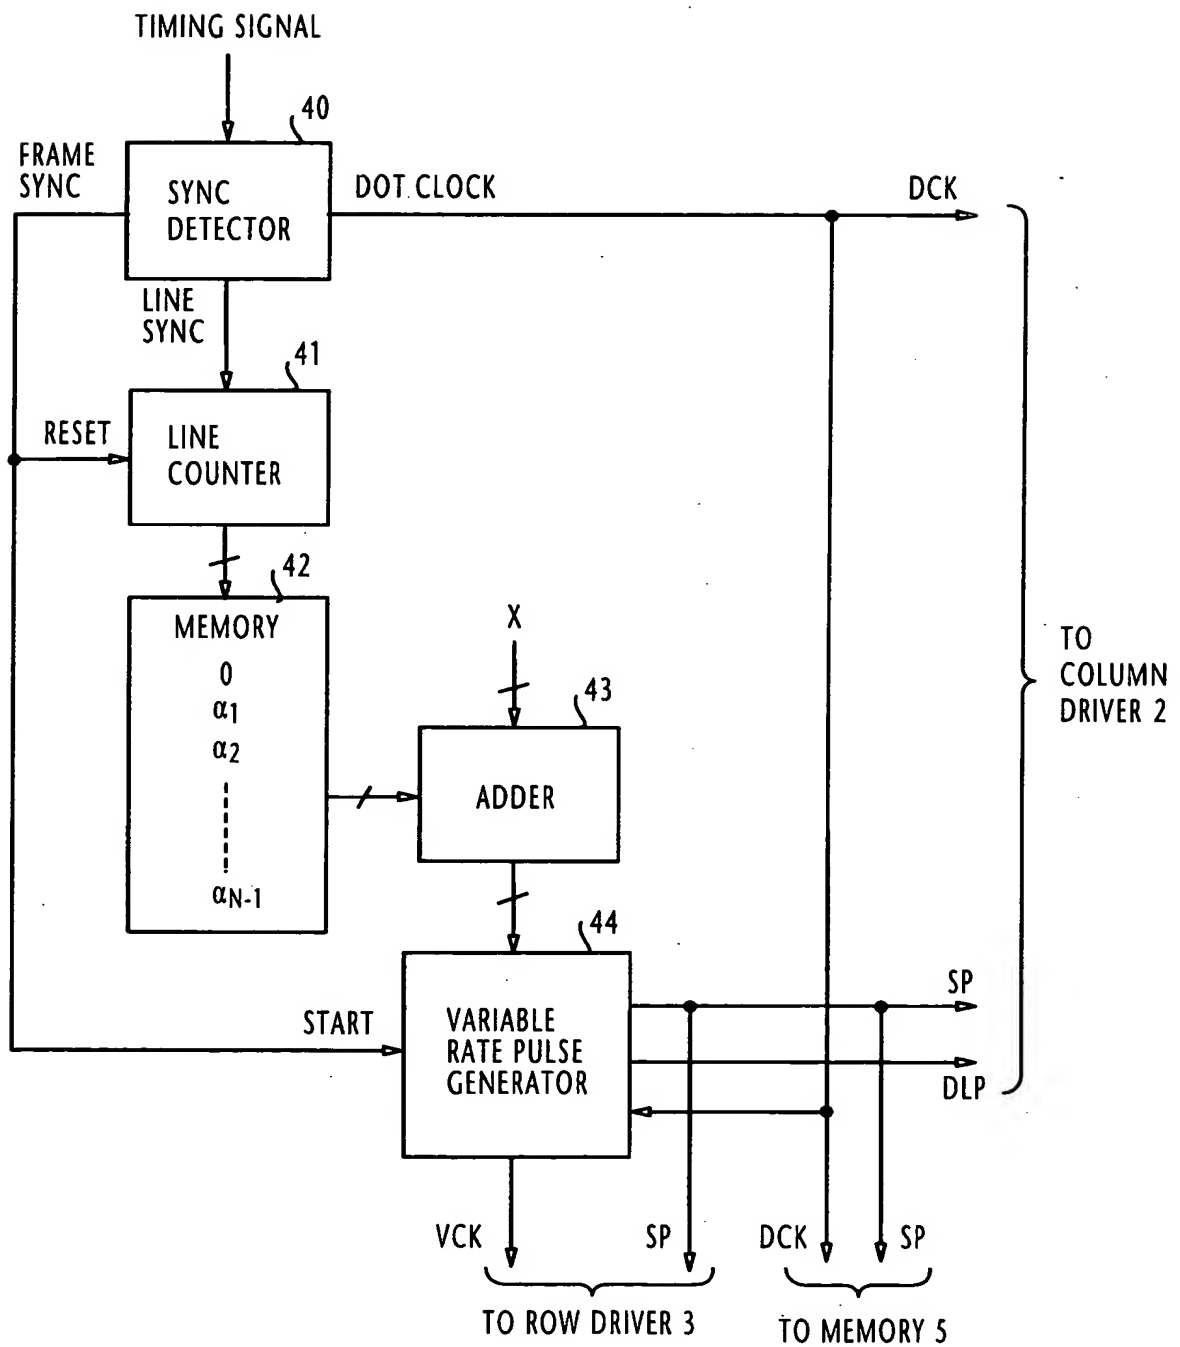 TIMING SIGNAL
40
FRAME
SYNC
SYNC
DETECTOR
DOT CLOCK
DCK
LINE
SYNC
41
RESET
LINE
COUNTER
42
MEMORY
0
α1
α2
αN-1
X
43
ADDER
TO
COLUMN
DRIVER 2
44
START
VARIABLE
RATE PULSE
GENERATOR
SP
DLP
VCK
SP
DCK
SP
TO ROW DRIVER 3
TO MEMORY 5